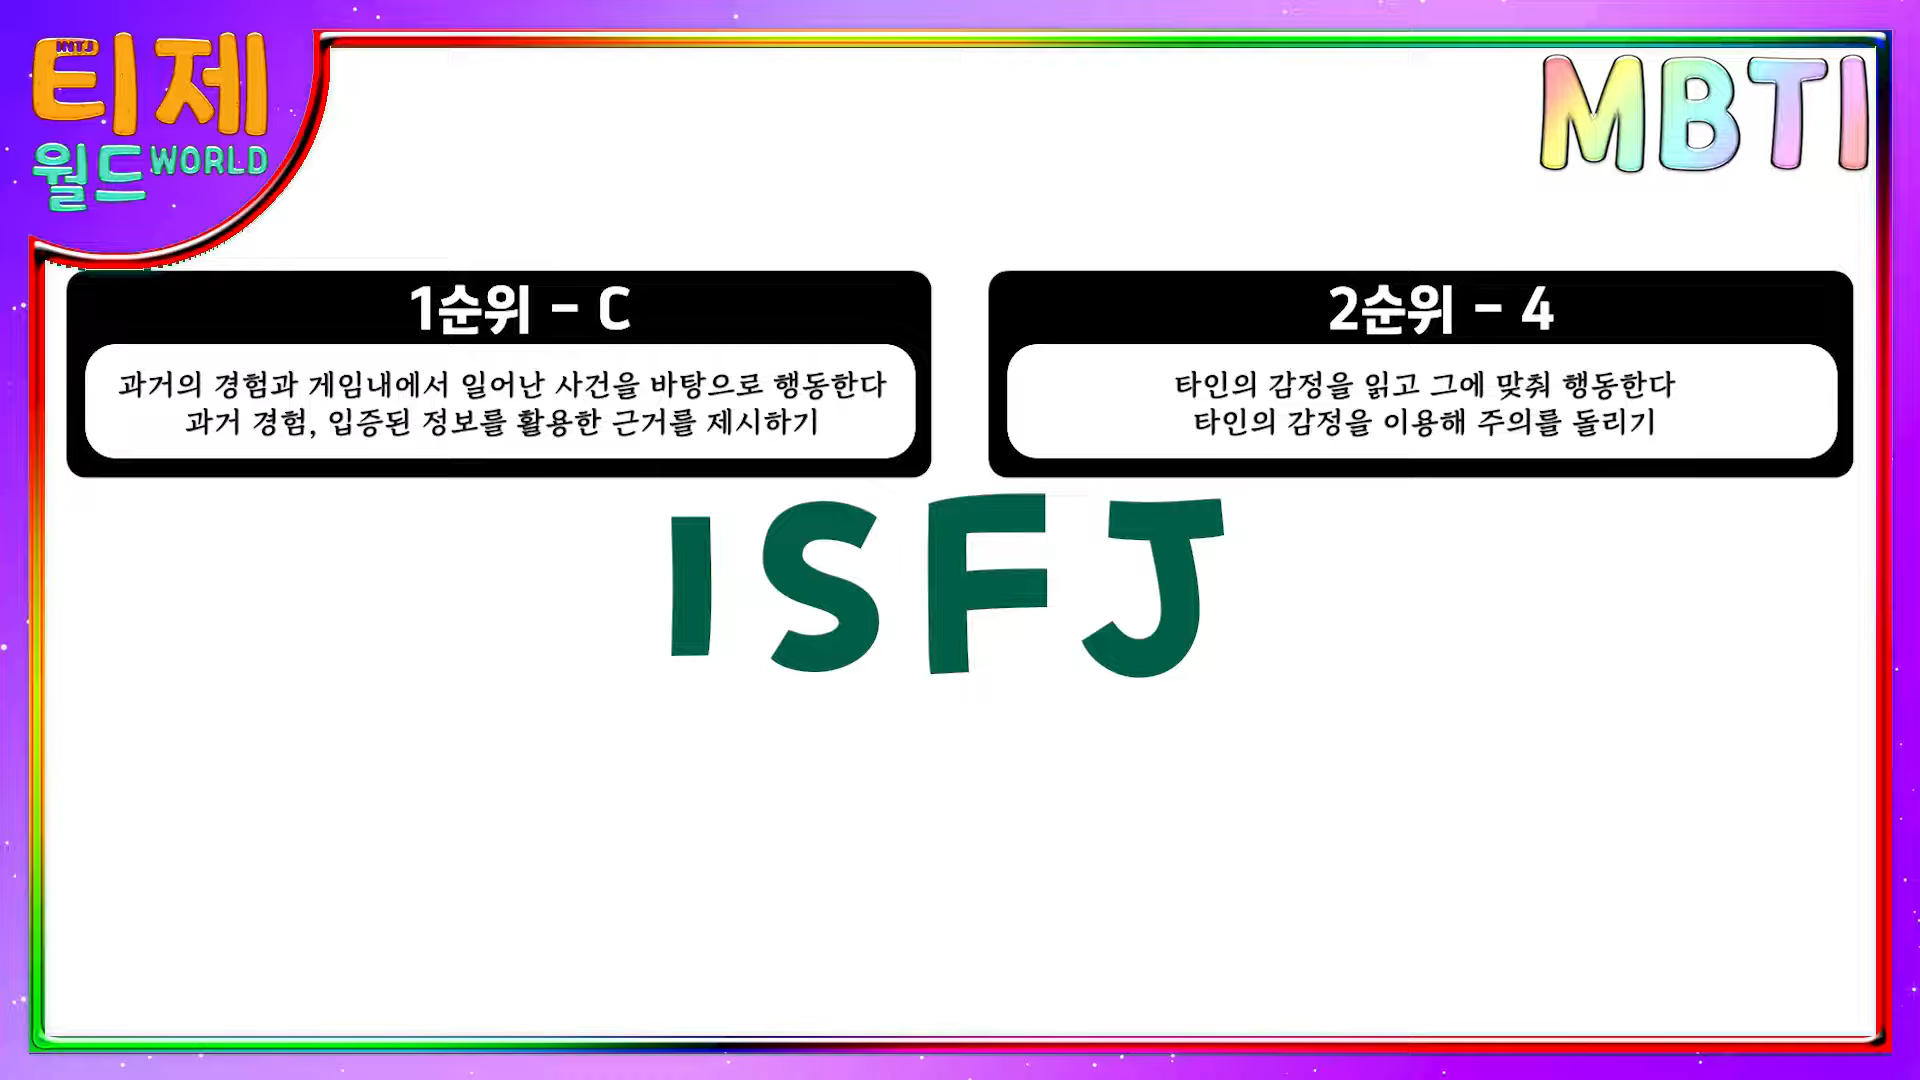 INTJ
티제
월드 WORLD
MBTI
1순위 - C
과거의 경험과 게임내에서 일어난 사건을 바탕으로 행동한다
과거 경험, 입증된 정보를 활용한 근거를 제시하기
2순위 - 4
타인의 감정을 읽고 그에 맞춰 행동한다
타인의 감정을 이용해 주의를 돌리기
ISFJ